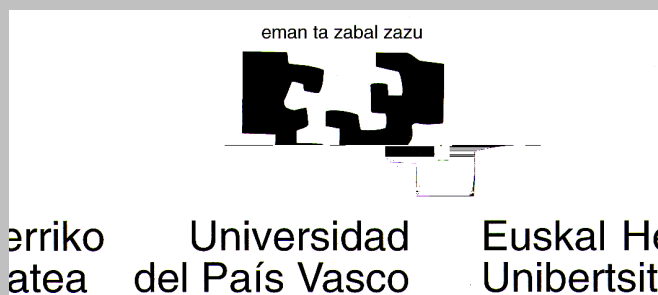 eman ta zabal zazu
erriko Universidad Euskal He
atea del País Vasco Unibertsit